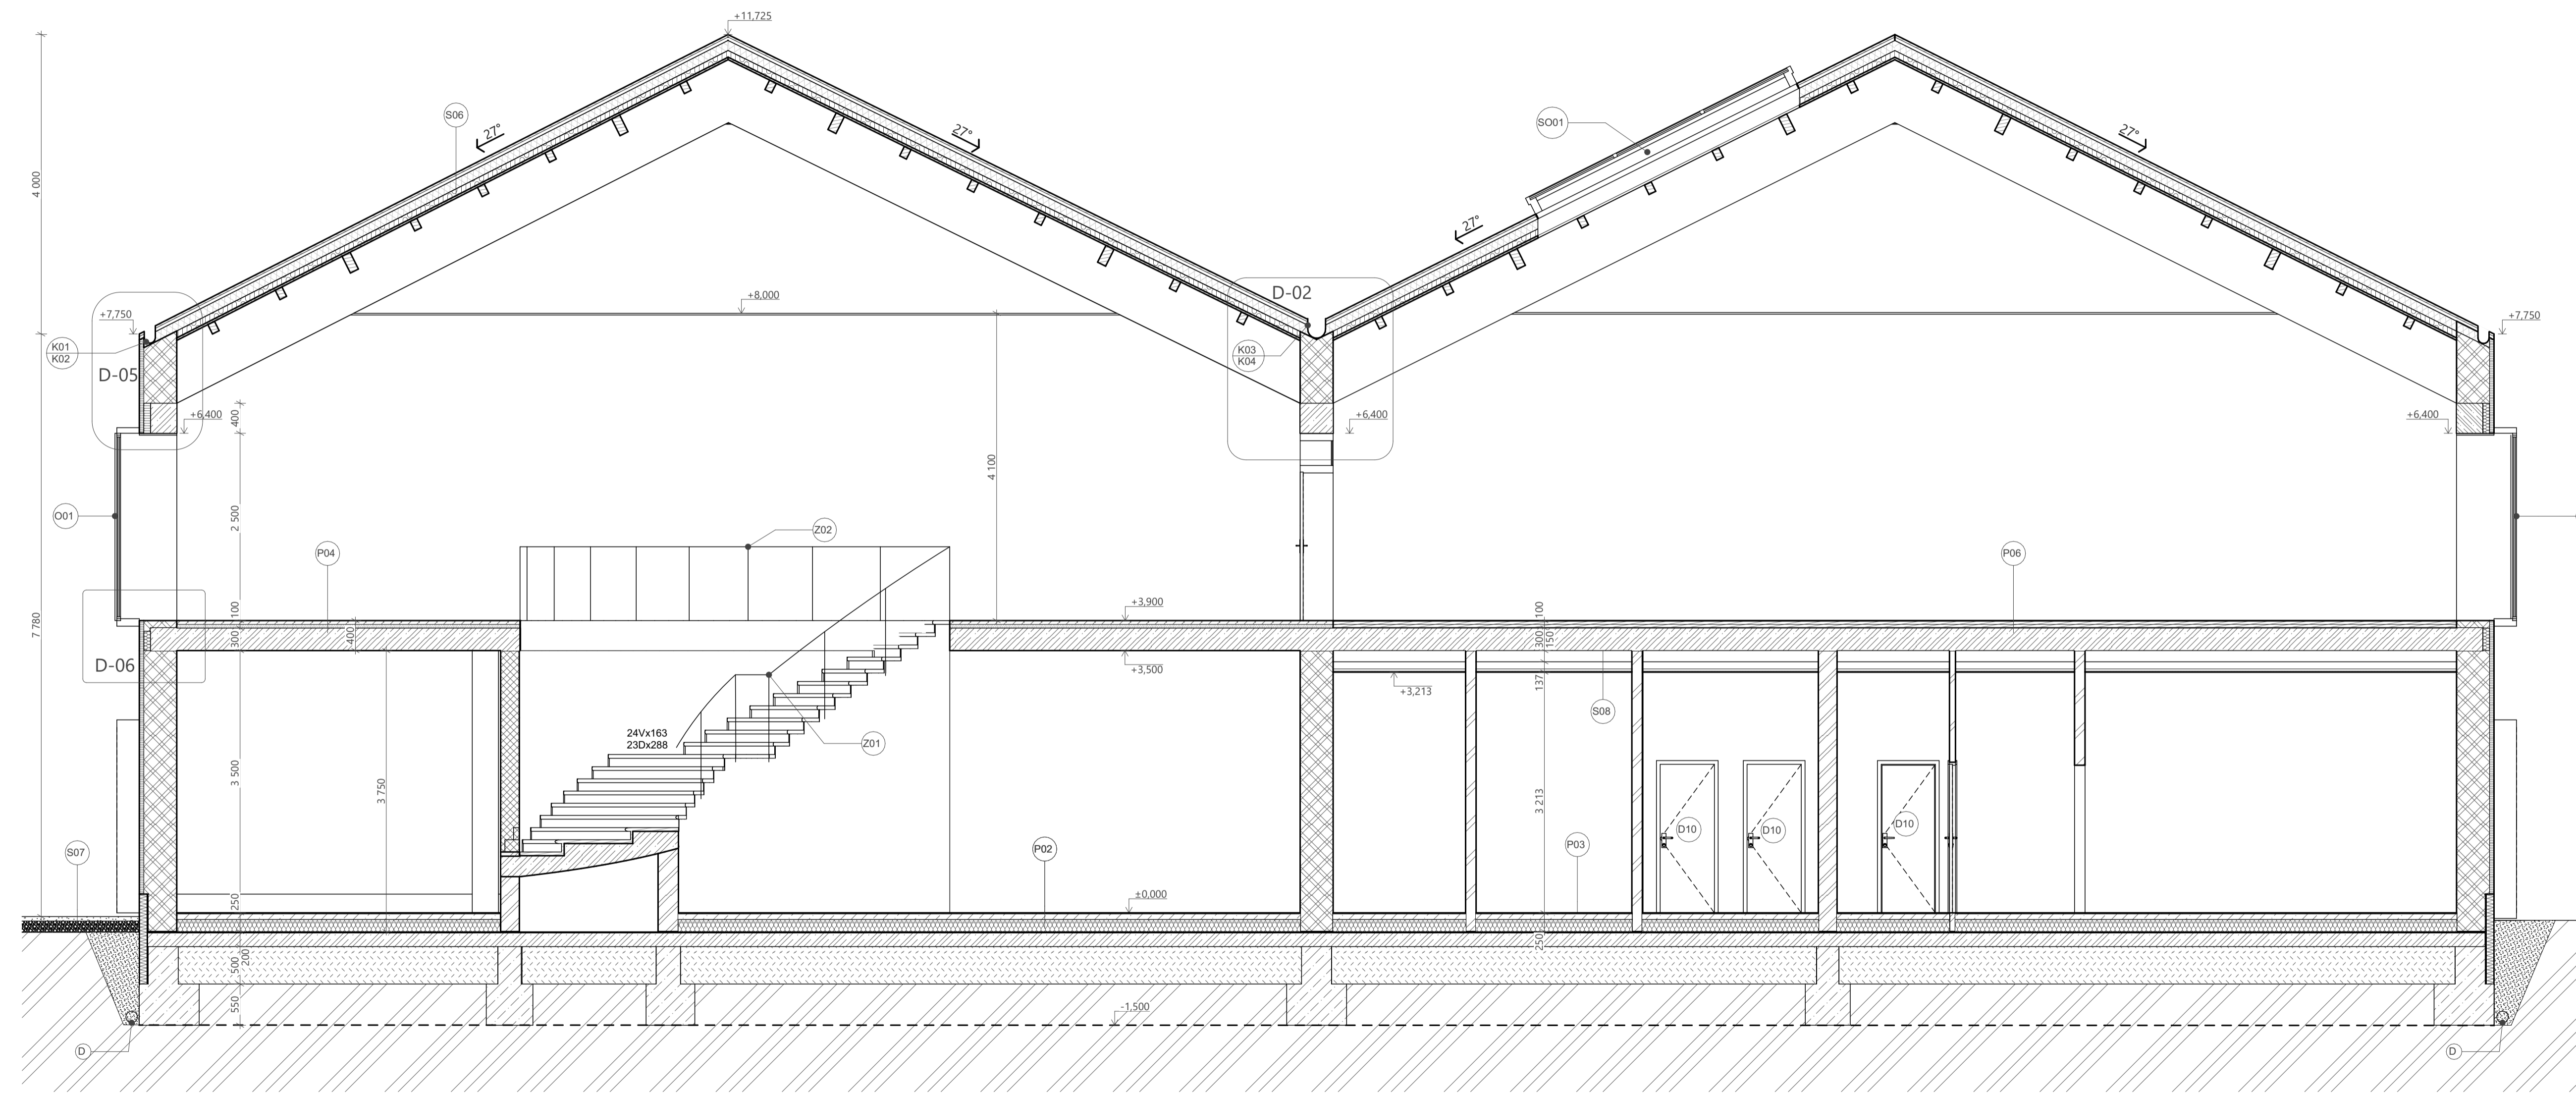 +11,725
S06
27°
27°
SO01
27°
27°
4 000
D-02
+8,000
+7,750
+7,750
K01
K02
K03
K04
D-05
400
+6,400
+6,400
+6,400
4 100
O01
2 500
Z02
P04
P06
100
+3,900
100
7 780
300
400
300
150
D-06
+3,500
137
+3,213
S08
24Vx163
23Dx288
Z01
3 500
3 750
3 213
D10
D10
D10
S07
P02
P03
250
±0,000
250
500
200
550
-1,500
D
D